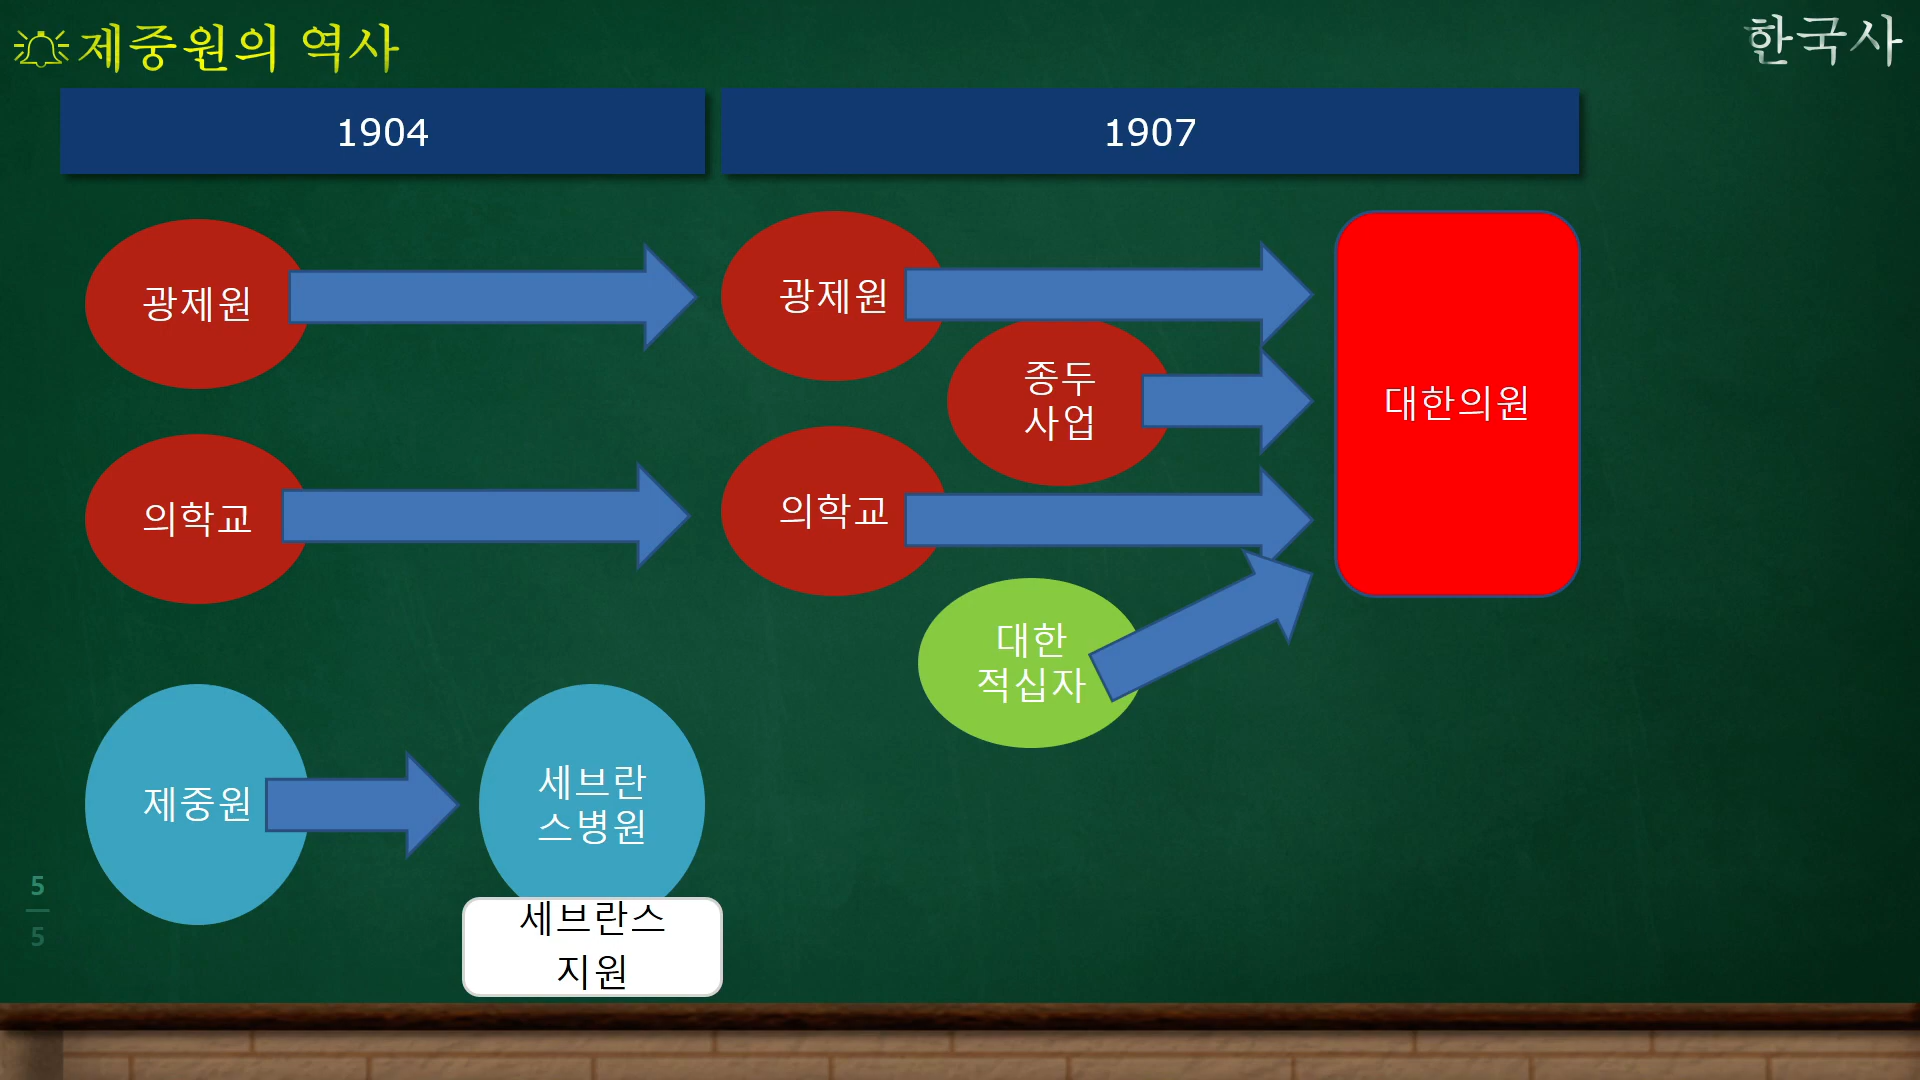 제중원의 역사
한국사
1904
1907
광제원
광제원
종두
사업
대한의원
의학교
의학교
대한
적십자
제중원
세브란
스병원
세브란스
지원
5
5